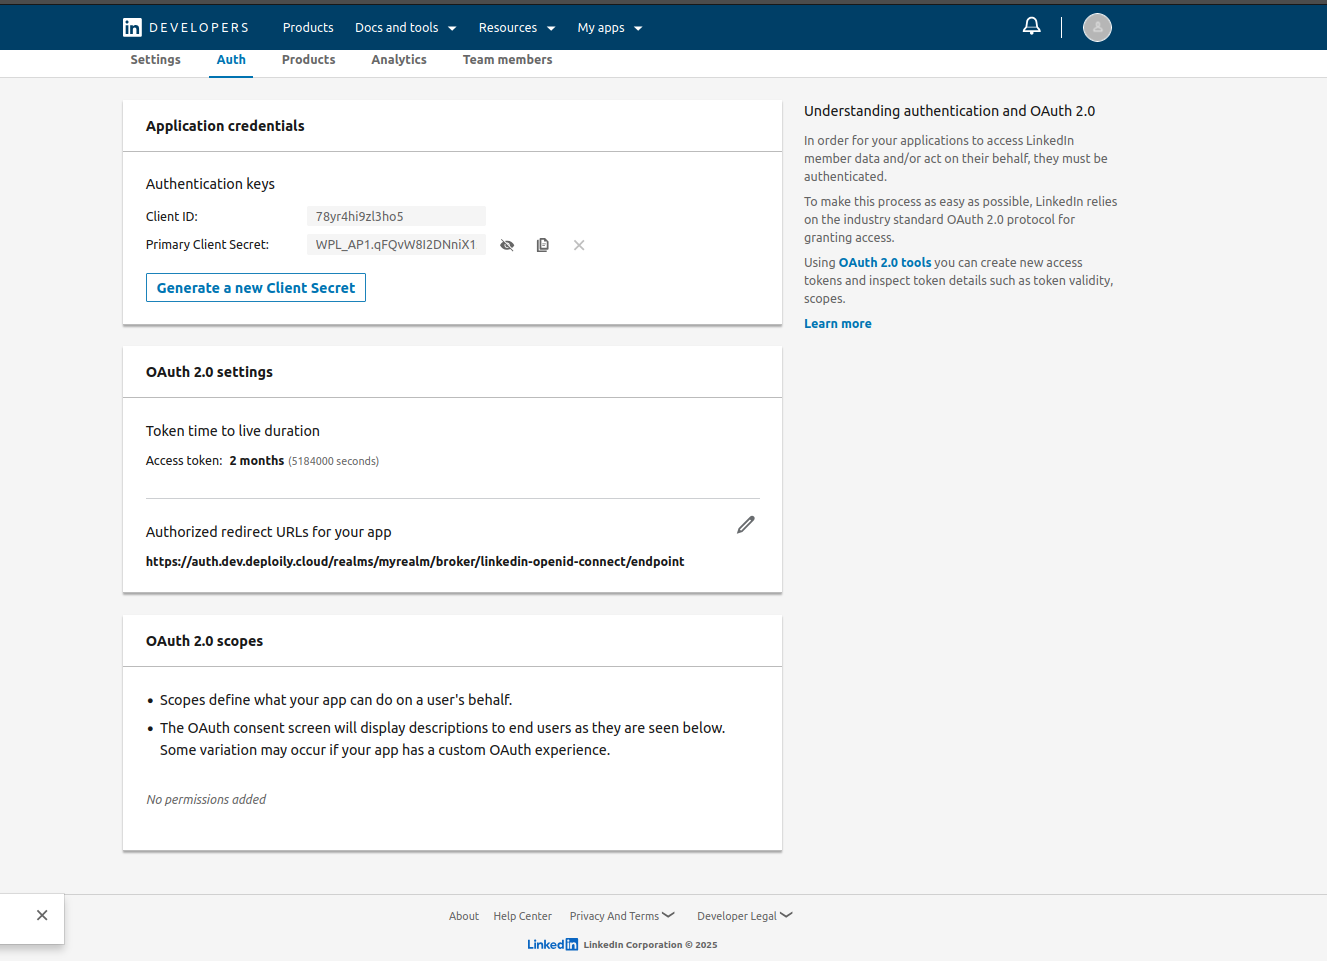 in DEVELOPERS Products Docs and tools Resources My apps
Settings Auth Products Analytics Team members
Application credentials
Authentication keys
Client ID: 78yr4hi9zl3ho5
Primary Client Secret: WPL_AP1.qFQvW8I2DNniX1
Generate a new Client Secret
OAuth 2.0 settings
Token time to live duration
Access token: 2 months (5184000 seconds)
Authorized redirect URLs for your app
https://auth.dev.deploily.cloud/realms/myrealm/broker/linkedin-openid-connect/endpoint
OAuth 2.0 scopes
• Scopes define what your app can do on a user's behalf.
• The OAuth consent screen will display descriptions to end users as they are seen below.
Some variation may occur if your app has a custom OAuth experience.
No permissions added
Understanding authentication and OAuth 2.0
In order for your applications to access LinkedIn
member data and/or act on their behalf, they must be
authenticated.
To make this process as easy as possible, LinkedIn relies
on the industry standard OAuth 2.0 protocol for
granting access.
Using OAuth 2.0 tools you can create new access
tokens and inspect token details such as token validity,
scopes.
Learn more
About Help Center Privacy And Terms Developer Legal
LinkedIn LinkedIn Corporation © 2025